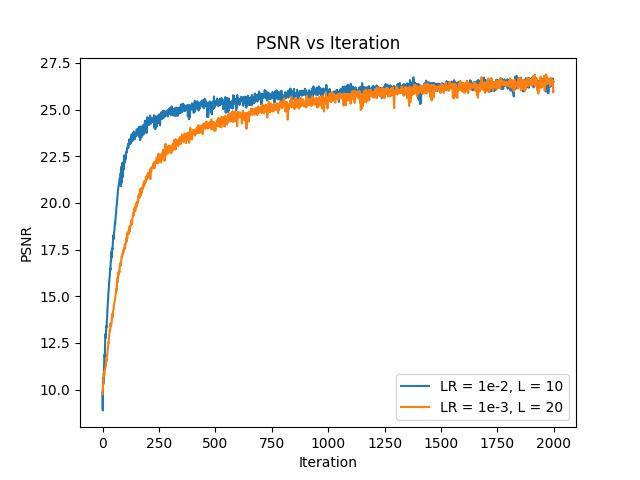 PSNR vs Iteration
27.5
25.0
22.5
20.0
17.5
15.0
12.5
10.0
PSNR
LR = 1e-2, L = 10
LR = 1e-3, L = 20
0 250 500 750 1000 1250 1500 1750 2000
Iteration